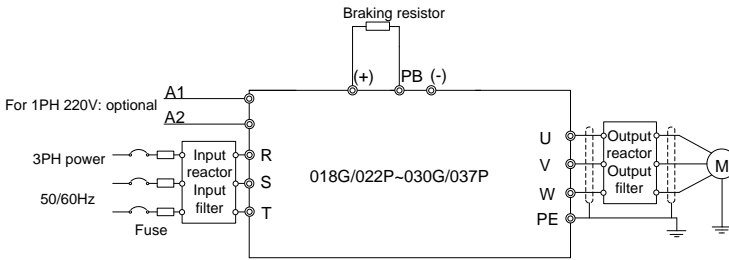 Braking resistor
(+) PB (-)
A1
For 1PH 220V: optional
A2
3PH power
50/60Hz
Fuse
Input
reactor
Input
filter
R
S
T
018G/022P~030G/037P
U
V
W
PE
Output
reactor
Output
filter
M